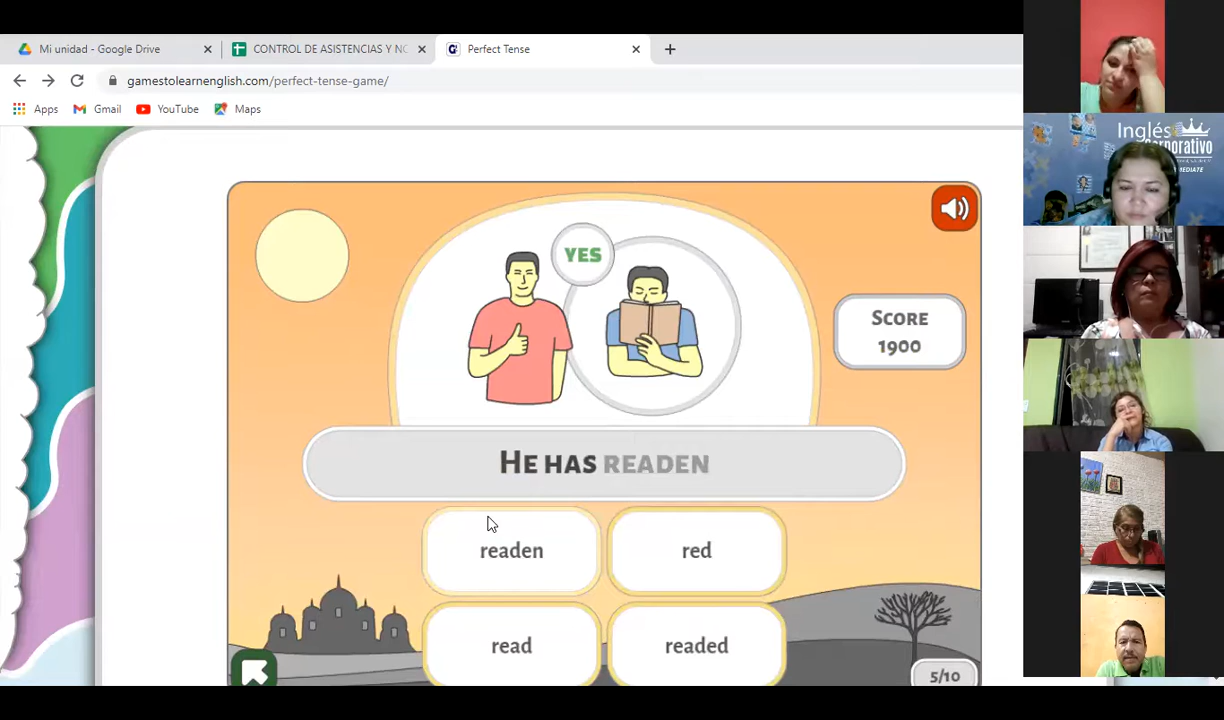 Mi unidad - Google Drive
CONTROL DE ASISTENCIAS Y NO
Perfect Tense
gamestolearnenglish.com/perfect-tense-game/
Apps
Gmail
YouTube
Maps
YES
SCORE
1900
HE HAS READEN
readen
red
read
readed
5/10
Inglés
Corporativo